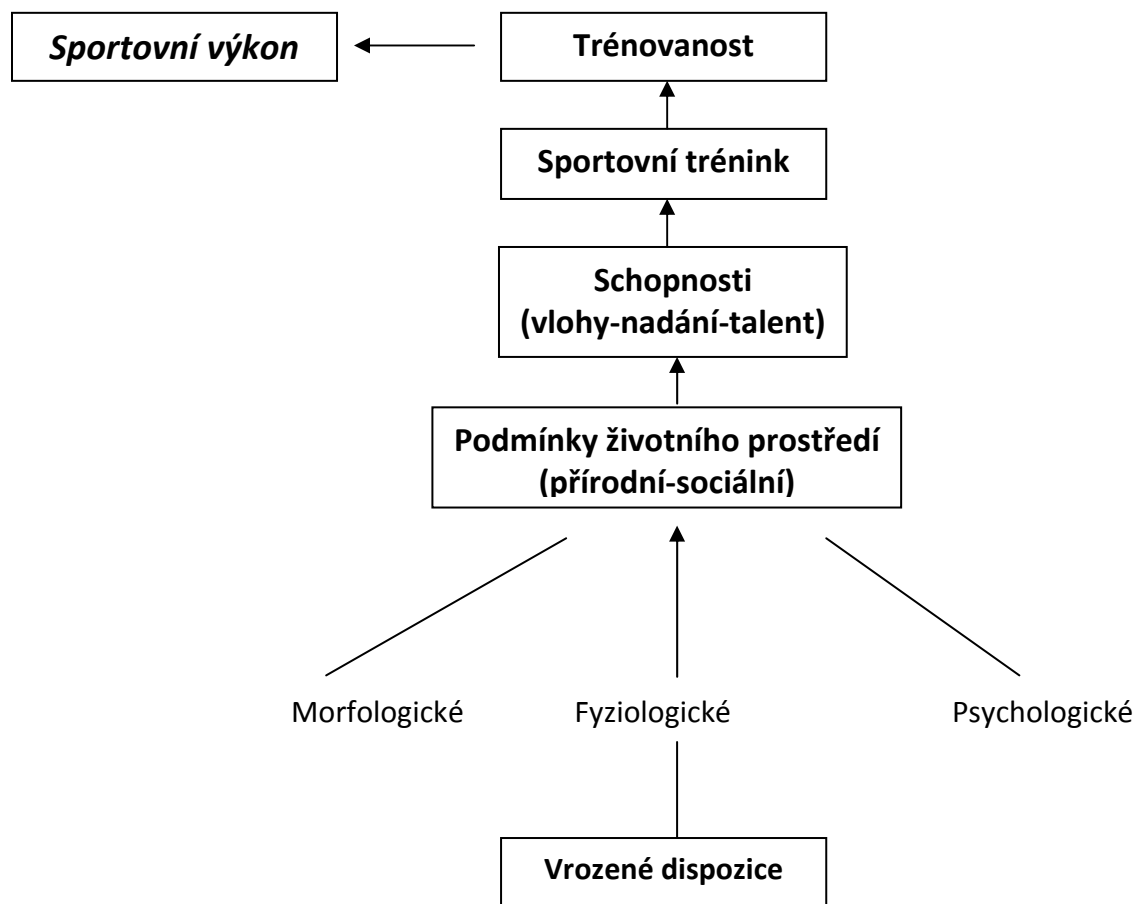 Sportovní výkon
Trénovanost
Sportovní trénink
Schopnosti
(vlohy-nadání-talent)
Podmínky životního prostředí
(přírodní-sociální)
Morfologické
Fyziologické
Psychologické
Vrozené dispozice